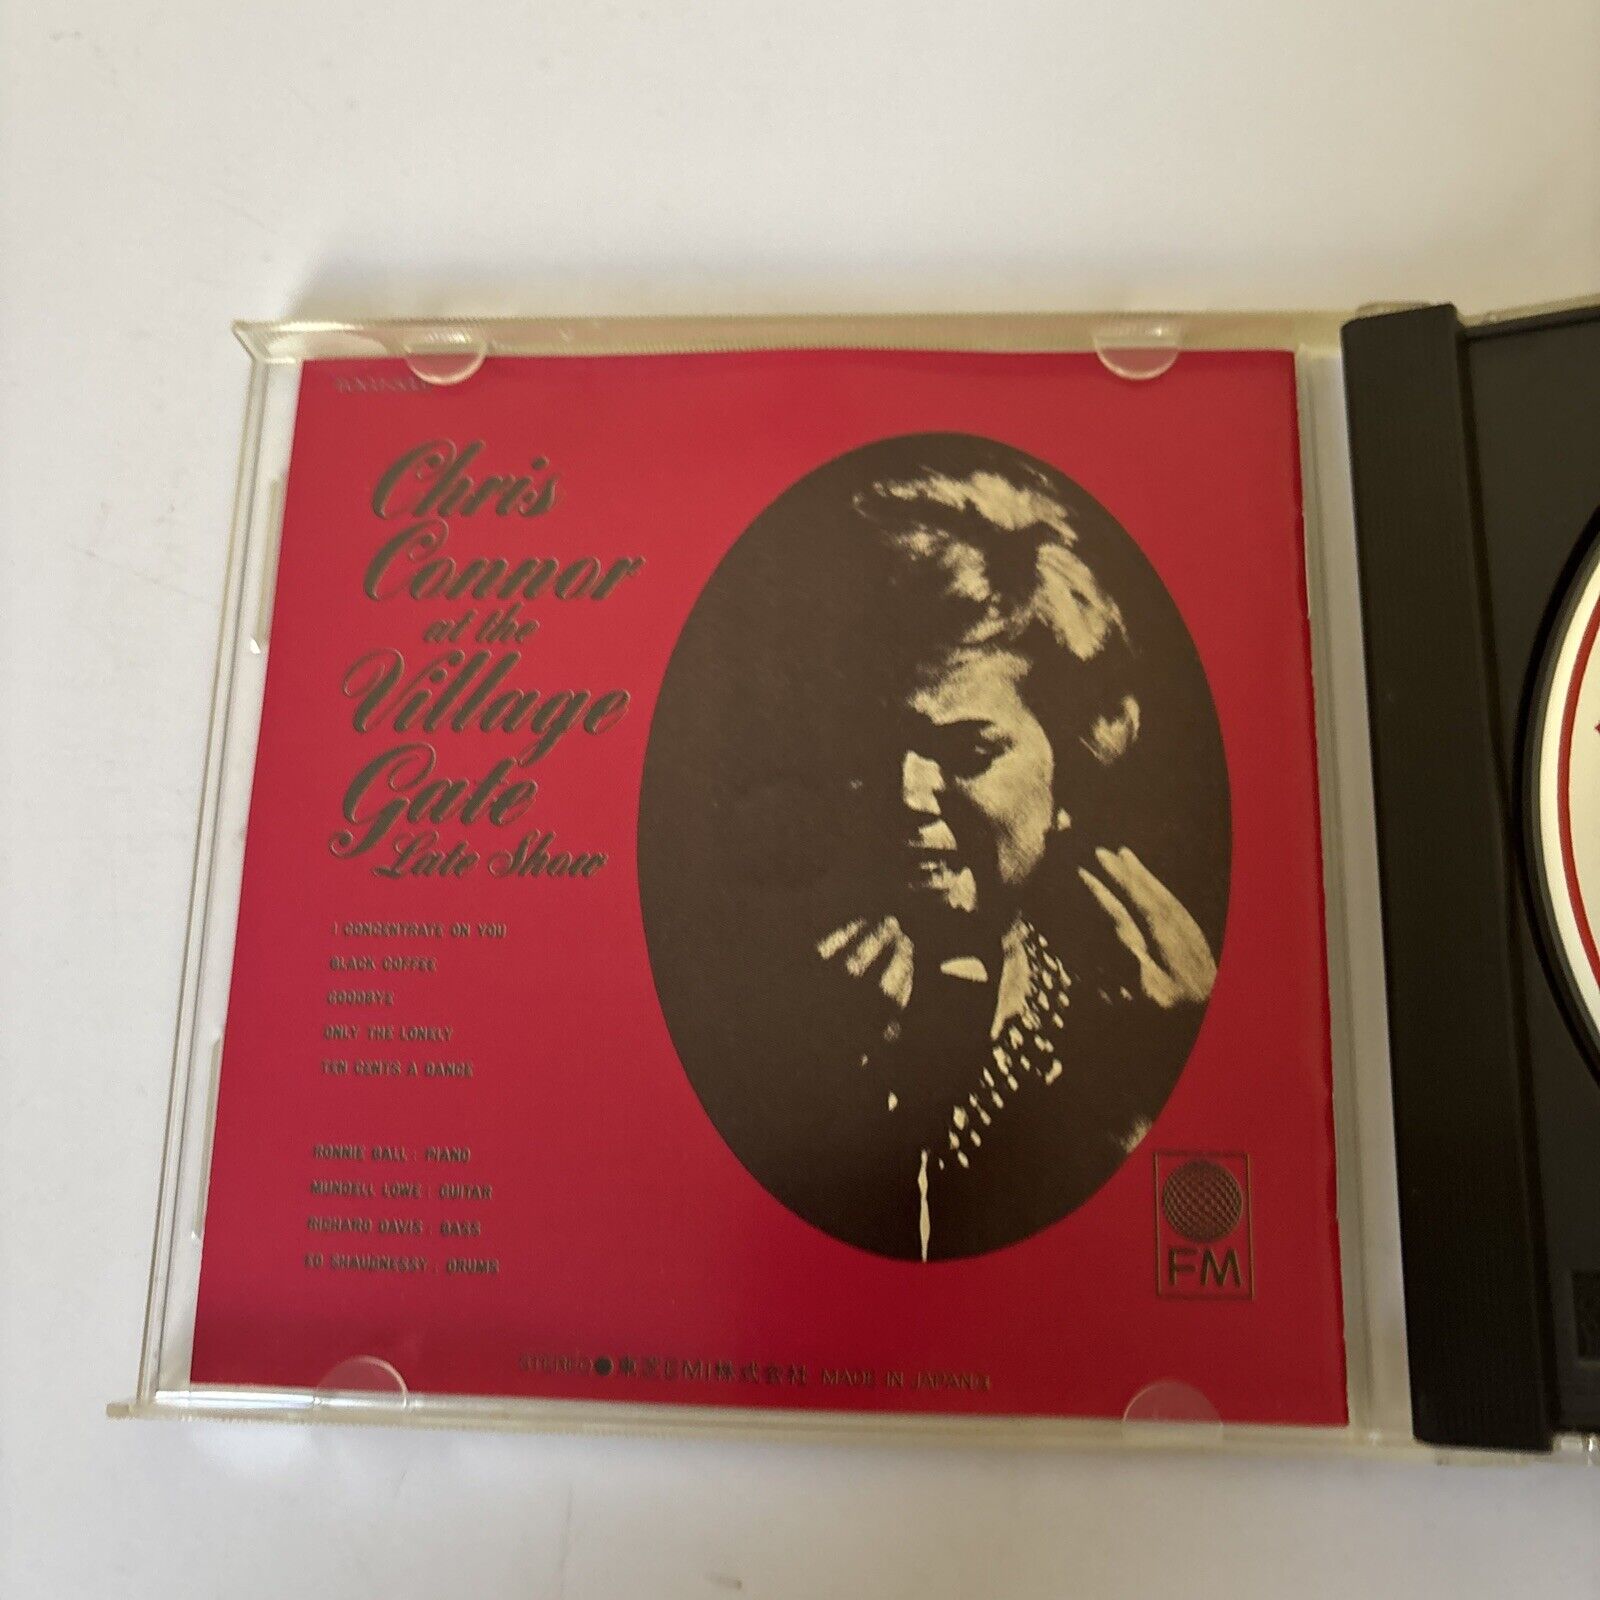 Chris
Connor
at the
Village
Gate
Late Show
I CONCENTRATE ON YOU
BLACK COFFEE
GOODBYE
ONLY THE LONELY
TEN CENTS A DANCE
RONNIE BALL : PIANO
MUNDELL LOWE : GUITAR
RICHARD DAVIS : BASS
ED SHAUGNESSY : DRUMS
FM
STEREO●東芝EMI株式会社 MADE IN JAPAN